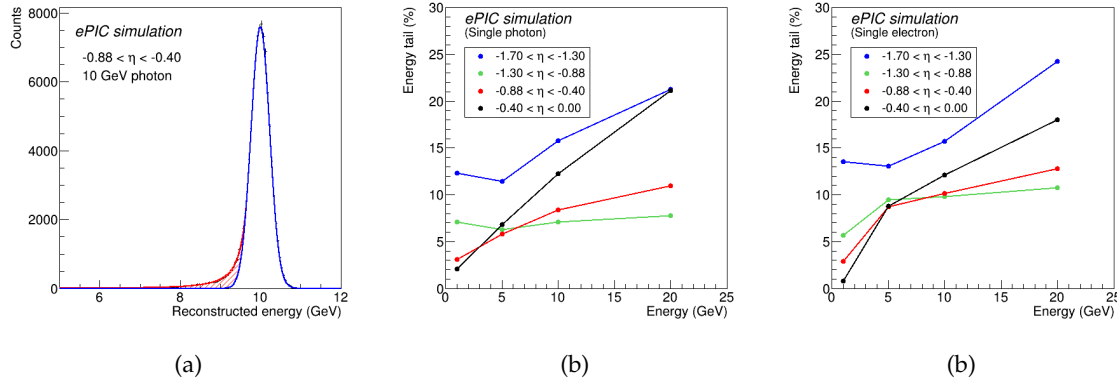 Counts
8000
6000
4000
2000
0
ePIC simulation
-0.88 < η < -0.40
10 GeV photon
6 8 10 12
Reconstructed energy (GeV)
(a)
Energy tail (%)
30
25
20
15
10
5
0
ePIC simulation
(Single photon)
-1.70 < η < -1.30
-1.30 < η < -0.88
-0.88 < η < -0.40
-0.40 < η < 0.00
0 5 10 15 20 25
Energy (GeV)
(b)
Energy tail (%)
30
25
20
15
10
5
0
ePIC simulation
(Single electron)
-1.70 < η < -1.30
-1.30 < η < -0.88
-0.88 < η < -0.40
-0.40 < η < 0.00
0 5 10 15 20 25
Energy (GeV)
(b)